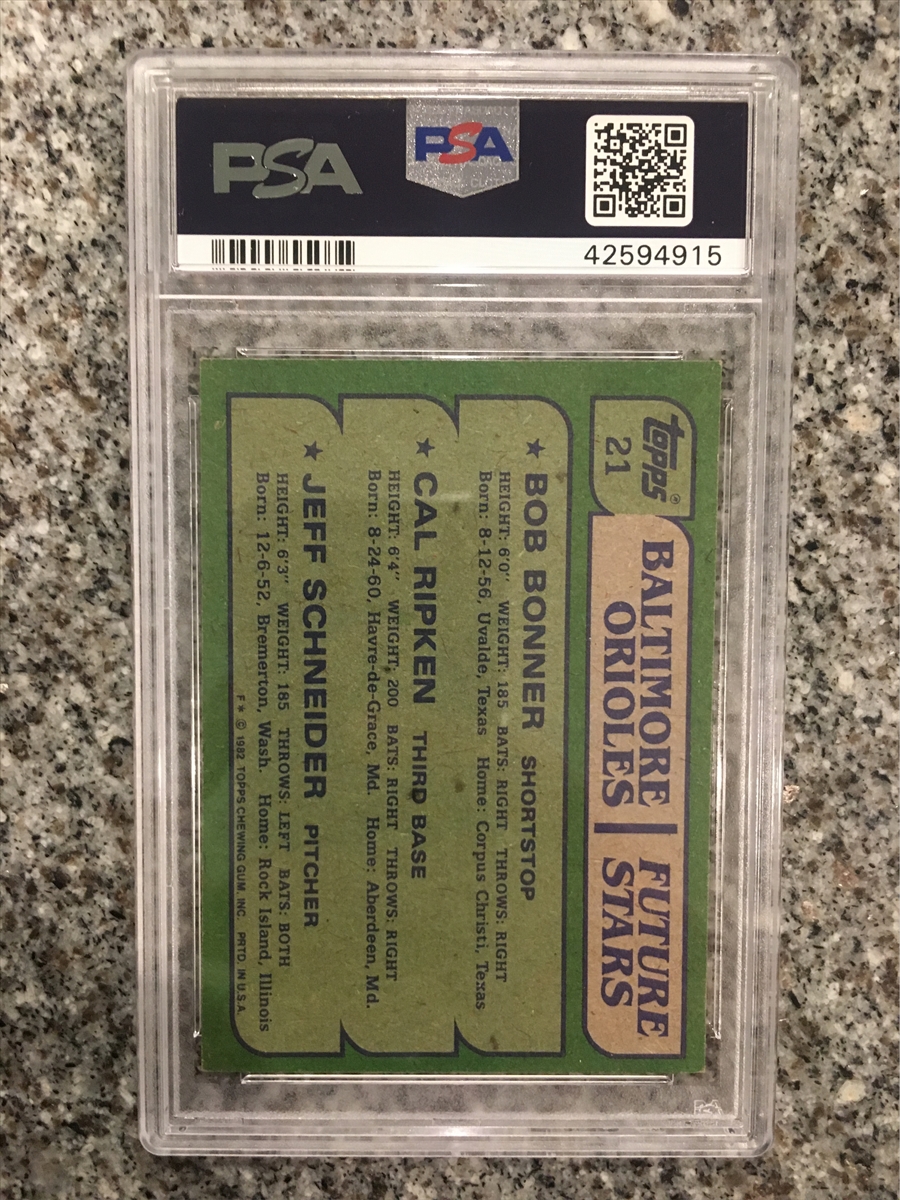 PSA
PSA
42594915
topps®
21
BALTIMORE
ORIOLES
FUTURE
STARS
★ BOB BONNER SHORTSTOP
HEIGHT: 6'0" WEIGHT: 185 BATS: RIGHT THROWS: RIGHT
Born: 8-12-56, Uvalde, Texas Home: Corpus Christi, Texas
★ CAL RIPKEN THIRD BASE
HEIGHT: 6'4" WEIGHT: 200 BATS: RIGHT THROWS: RIGHT
Born: 8-24-60, Havre-de-Grace, Md. Home: Aberdeen, Md.
★ JEFF SCHNEIDER PITCHER
HEIGHT: 6'3" WEIGHT: 185 THROWS: LEFT BATS: BOTH
Born: 12-6-52, Bremerton, Wash. Home: Rock Island, Illinois
F* © 1982 TOPPS CHEWING GUM, INC. PRTD. IN U.S.A.